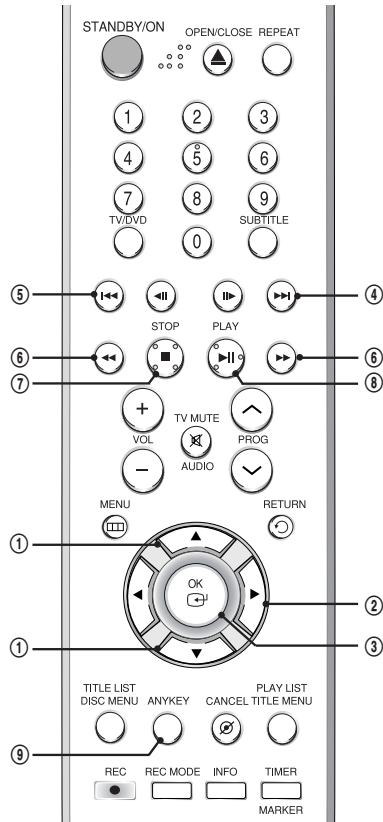 STANDBY/ON
OPEN/CLOSE REPEAT
1 2 3
4 5 6
7 8 9
TV/DVD SUBTITLE
0
⑤ ④
STOP PLAY
⑥ ⑥
⑦ ⑧
+
TV MUTE
VOL PROG
−
AUDIO
MENU RETURN
①
OK
②
① ③
TITLE LIST PLAY LIST
DISC MENU ANYKEY CANCEL TITLE MENU
⑨
REC REC MODE INFO TIMER
MARKER